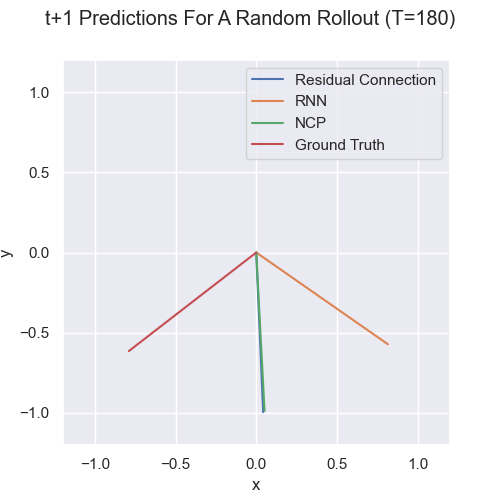 t+1 Predictions For A Random Rollout (T=180)
Residual Connection
RNN
NCP
Ground Truth
1.0
0.5
0.0
−0.5
−1.0
y
−1.0 −0.5 0.0 0.5 1.0
x